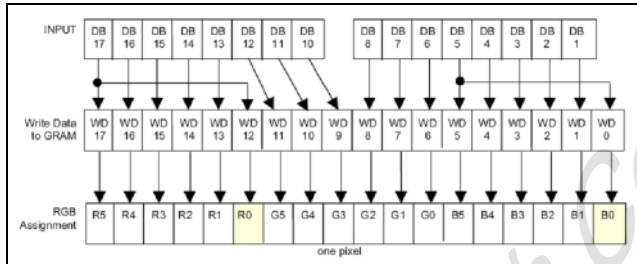 INPUT DB DB DB DB DB DB DB DB DB DB DB DB DB DB DB DB
17 16 15 14 13 12 11 10 8 7 6 5 4 3 2 1
Write Data WD WD WD WD WD WD WD WD WD WD WD WD WD WD WD WD WD WD
to GRAM 17 16 15 14 13 12 11 10 9 8 7 6 5 4 3 2 1 0
RGB R5 R4 R3 R2 R1 R0 G5 G4 G3 G2 G1 G0 B5 B4 B3 B2 B1 B0
Assignment
one pixel